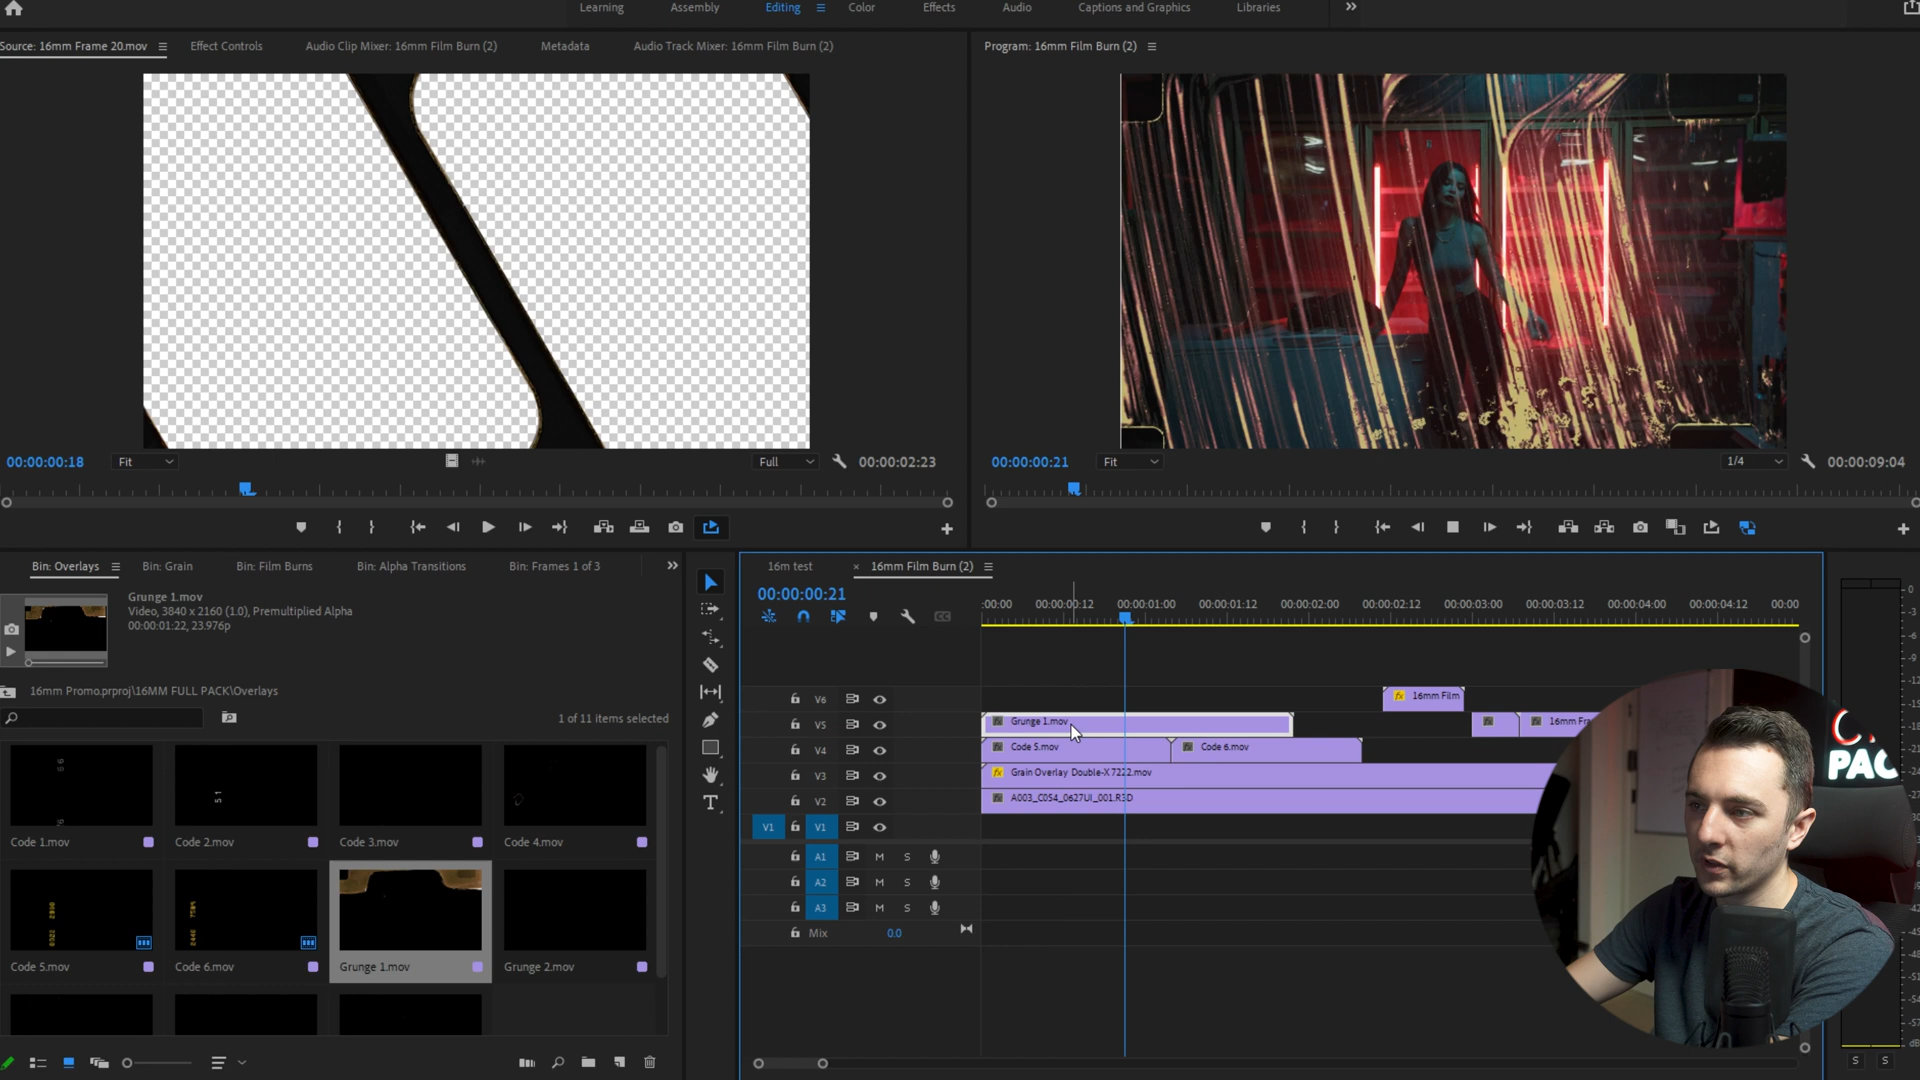 Learning Assembly Editing Color Effects Audio Captions and Graphics Libraries
Source: 16mm Frame 20.mov Effect Controls Audio Clip Mixer: 16mm Film Burn (2) Metadata Audio Track Mixer: 16mm Film Burn (2)
Program: 16mm Film Burn (2)
00:00:00:18 Fit Full 00:00:02:23
00:00:00:21 Fit 1/4 00:00:09:04
Bin: Overlays Bin: Grain Bin: Film Burns Bin: Alpha Transitions Bin: Frames 1 of 3
Grunge 1.mov
Video, 3840 x 2160 (1.0), Premultiplied Alpha
00:00:01:22, 23.976p
16mm Promo.prproj\16MM FULL PACK\Overlays
1 of 11 items selected
Code 1.mov Code 2.mov Code 3.mov Code 4.mov
Code 5.mov Code 6.mov Grunge 1.mov Grunge 2.mov
16m test 16mm Film Burn (2)
00:00:00:21
:00:00 00:00:00:12 00:00:01:00 00:00:01:12 00:00:02:00 00:00:02:12 00:00:03:00 00:00:03:12 00:00:04:00 00:00:04:12 00:00
V6 16mm Film
V5 Grunge 1.mov 16mm Fra
V4 Code 5.mov Code 6.mov
V3 Grain Overlay Double-X 7222.mov
V2 A003_C054_0627UI_001.R3D
V1 V1
A1 M S
A2 M S
A3 M S
Mix 0.0
PAC
S S